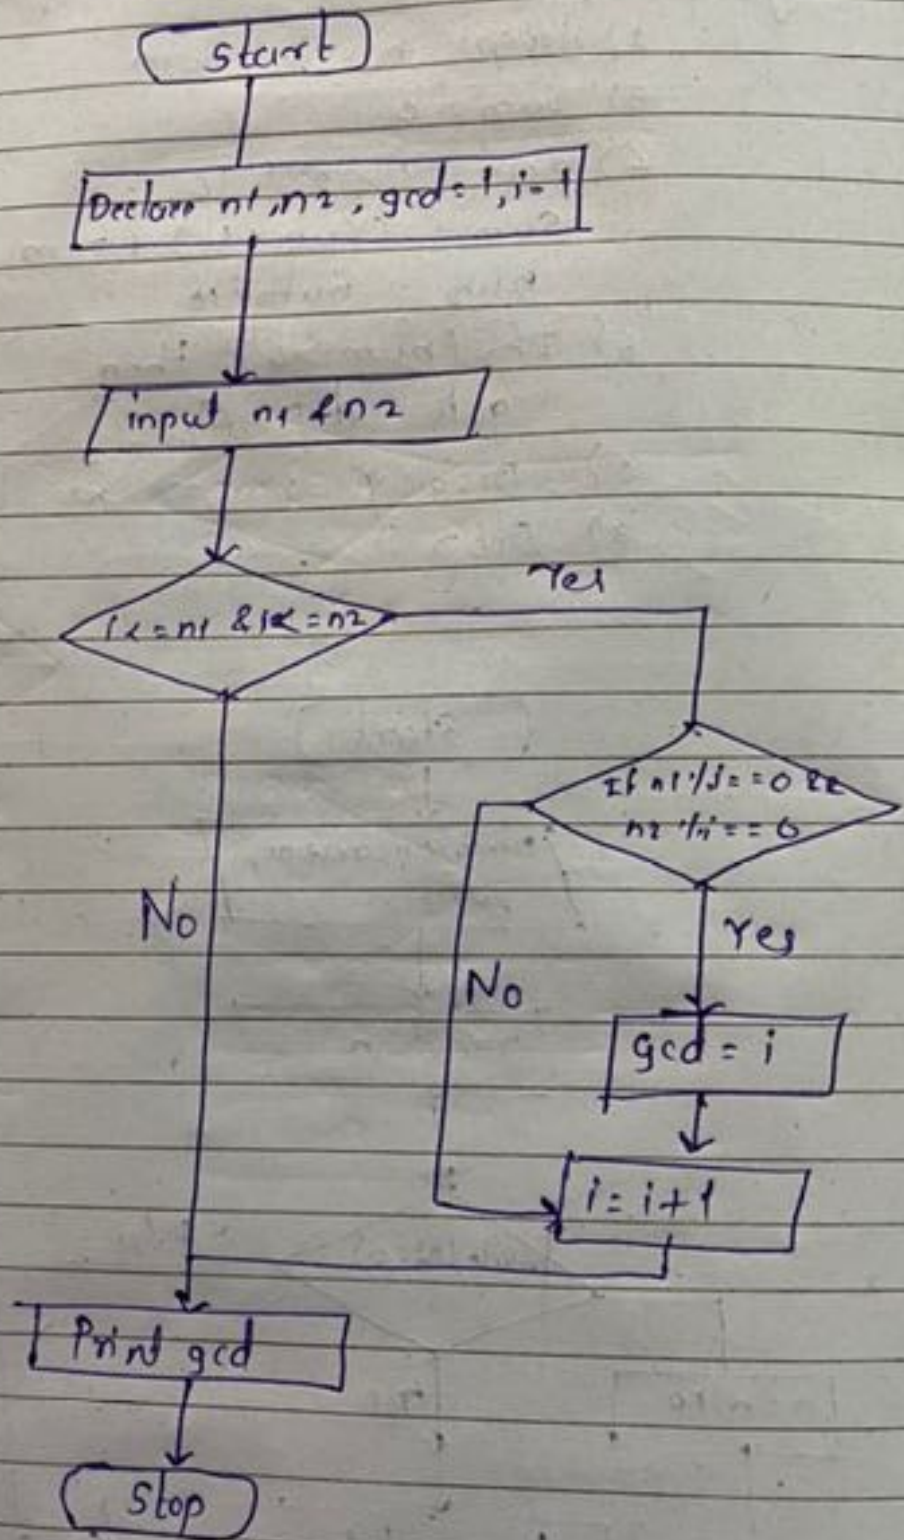 Start
Declare n1, n2, gcd = 1, i = 1
input n1 & n2
i<=n1 & i<=n2
Yes
If n1 % i == 0 &&
n2 % i == 0
No
Yes
No
gcd = i
i = i+1
Print gcd
Stop